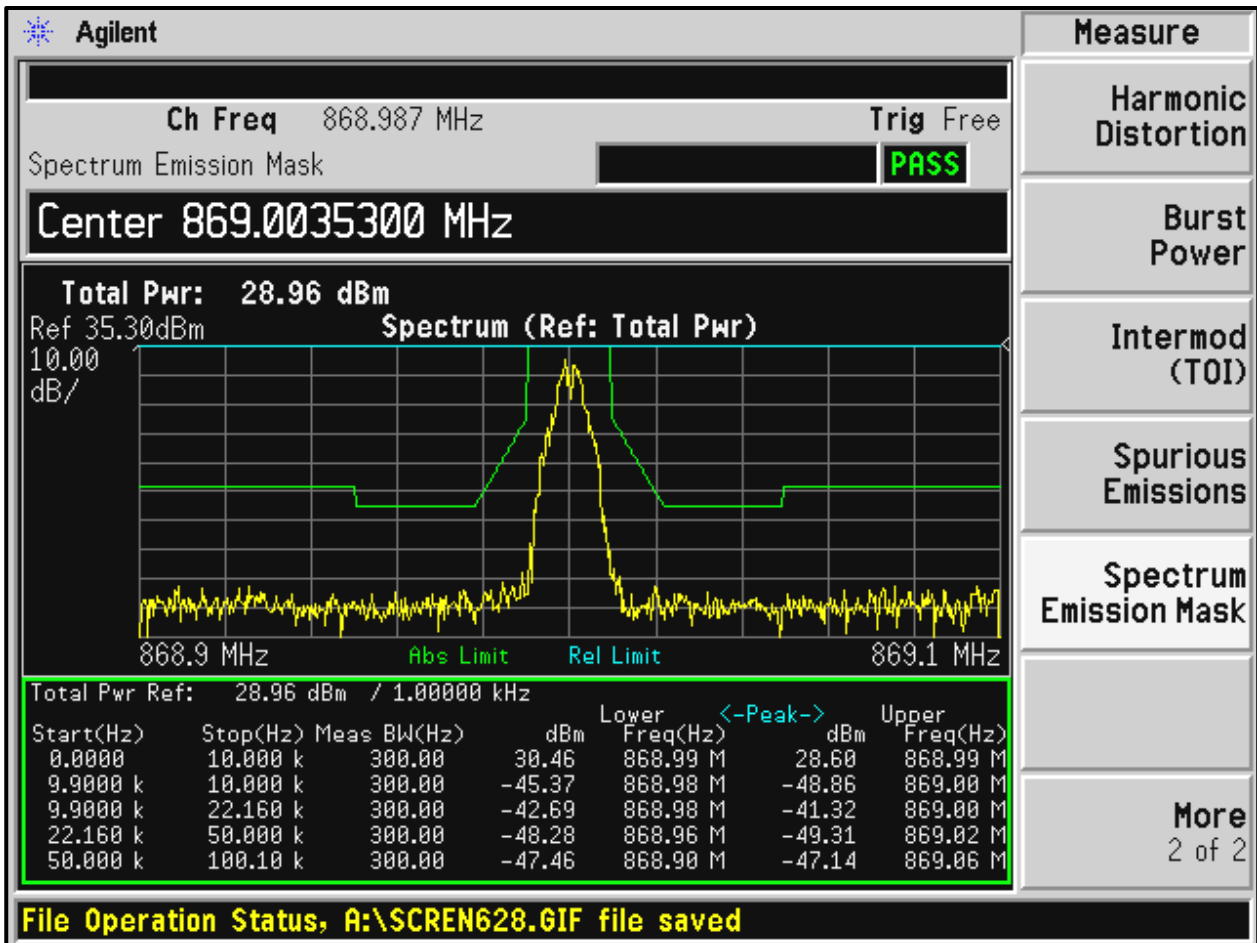 Agilent
Ch Freq 868.987 MHz Trig Free
Spectrum Emission Mask PASS
Center 869.0035300 MHz
Total Pwr: 28.96 dBm
Ref 35.30dBm Spectrum (Ref: Total Pwr)
10.00
dB/
868.9 MHz Abs Limit Rel Limit 869.1 MHz
Total Pwr Ref: 28.96 dBm / 1.00000 kHz
Lower <-Peak-> Upper
Start(Hz) Stop(Hz) Meas BW(Hz) dBm Freq(Hz) dBm Freq(Hz)
0.0000 10.000 k 300.00 30.46 868.99 M 28.60 868.99 M
9.9000 k 10.000 k 300.00 -45.37 868.98 M -48.86 869.00 M
9.9000 k 22.160 k 300.00 -42.69 868.98 M -41.32 869.00 M
22.160 k 50.000 k 300.00 -48.28 868.96 M -49.31 869.02 M
50.000 k 100.10 k 300.00 -47.46 868.90 M -47.14 869.06 M
File Operation Status, A:\SCREN628.GIF file saved
Measure
Harmonic
Distortion
Burst
Power
Intermod
(TOI)
Spurious
Emissions
Spectrum
Emission Mask
More
2 of 2